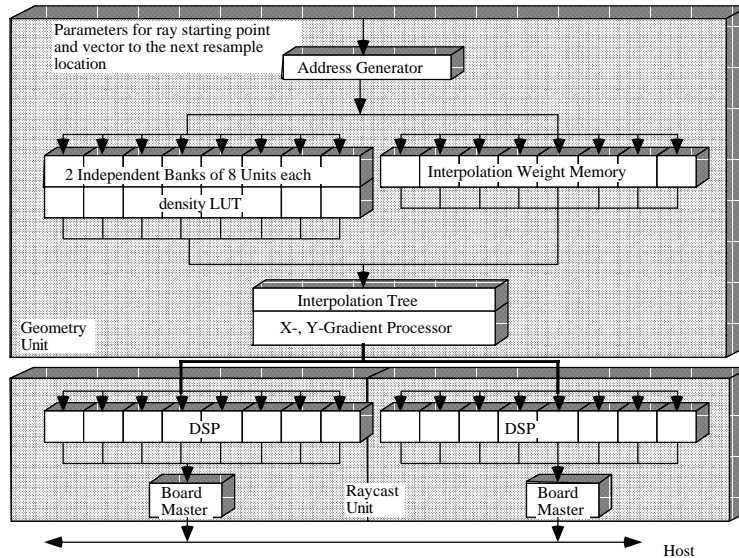 Parameters for ray starting point
and vector to the next resample
location
Address Generator
2 Independent Banks of 8 Units each
density LUT
Interpolation Weight Memory
Interpolation Tree
X-, Y-Gradient Processor
Geometry
Unit
DSP
DSP
Board
Master
Raycast
Unit
Board
Master
Host